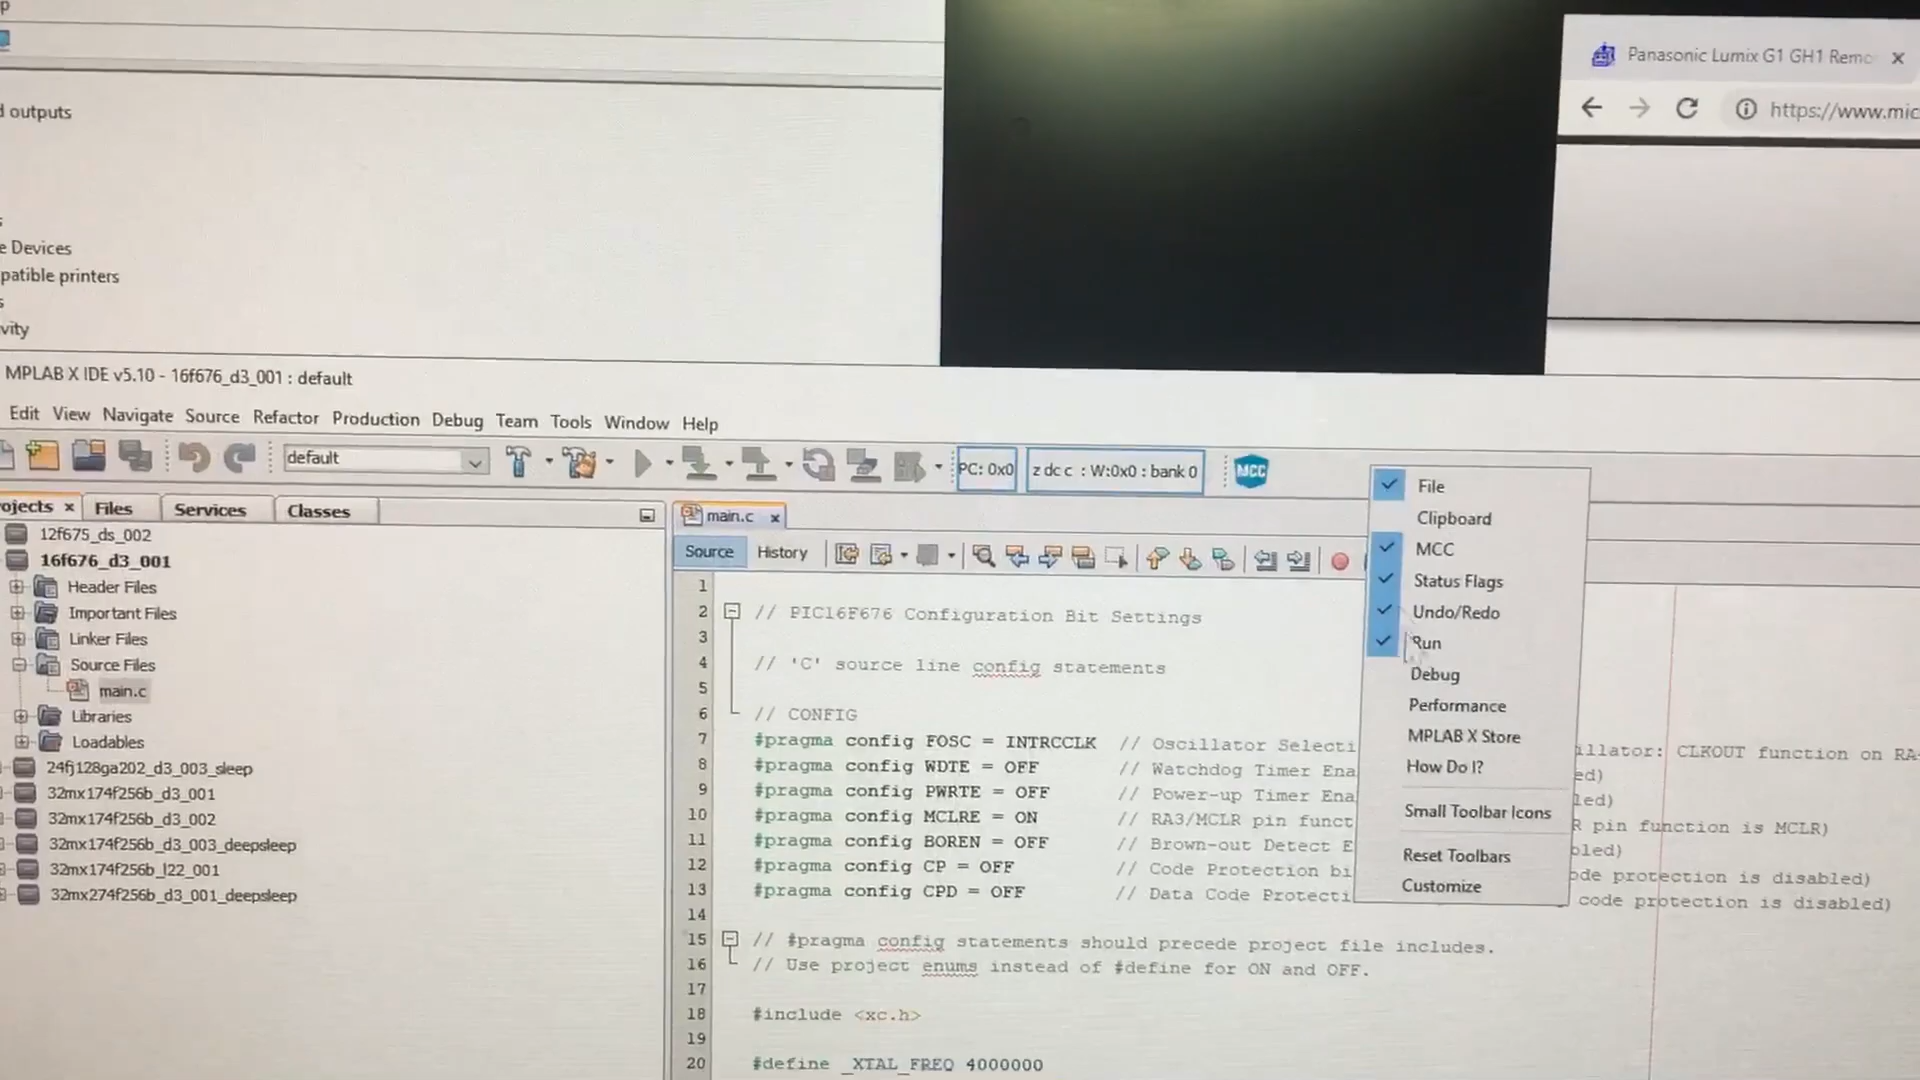 d outputs
e Devices
patible printers
s
vity
Panasonic Lumix G1 GH1 Remo
https://www.mic
MPLAB X IDE v5.10 - 16f676_d3_001 : default
Edit View Navigate Source Refactor Production Debug Team Tools Window Help
default
PC: 0x0
z dc c : W:0x0 : bank 0
MCC
ojects Files Services Classes
12f675_ds_002
16f676_d3_001
Header Files
Important Files
Linker Files
Source Files
main.c
Libraries
Loadables
24fj128ga202_d3_003_sleep
32mx174f256b_d3_001
32mx174f256b_d3_002
32mx174f256b_d3_003_deepsleep
32mx174f256b_l22_001
32mx274f256b_d3_001_deepsleep
main.c
Source History
1
2 // PIC16F676 Configuration Bit Settings
3
4 // 'C' source line config statements
5
6 // CONFIG
7 #pragma config FOSC = INTRCCLK // Oscillator Selecti illator: CLKOUT function on RA
8 #pragma config WDTE = OFF // Watchdog Timer Ena ed)
9 #pragma config PWRTE = OFF // Power-up Timer Ena led)
10 #pragma config MCLRE = ON // RA3/MCLR pin funct R pin function is MCLR)
11 #pragma config BOREN = OFF // Brown-out Detect E bled)
12 #pragma config CP = OFF // Code Protection bi de protection is disabled)
13 #pragma config CPD = OFF // Data Code Protecti code protection is disabled)
14
15 // #pragma config statements should precede project file includes.
16 // Use project enums instead of #define for ON and OFF.
17
18 #include <xc.h>
19
20 #define _XTAL_FREQ 4000000
File
Clipboard
MCC
Status Flags
Undo/Redo
Run
Debug
Performance
MPLAB X Store
How Do I?
Small Toolbar Icons
Reset Toolbars
Customize